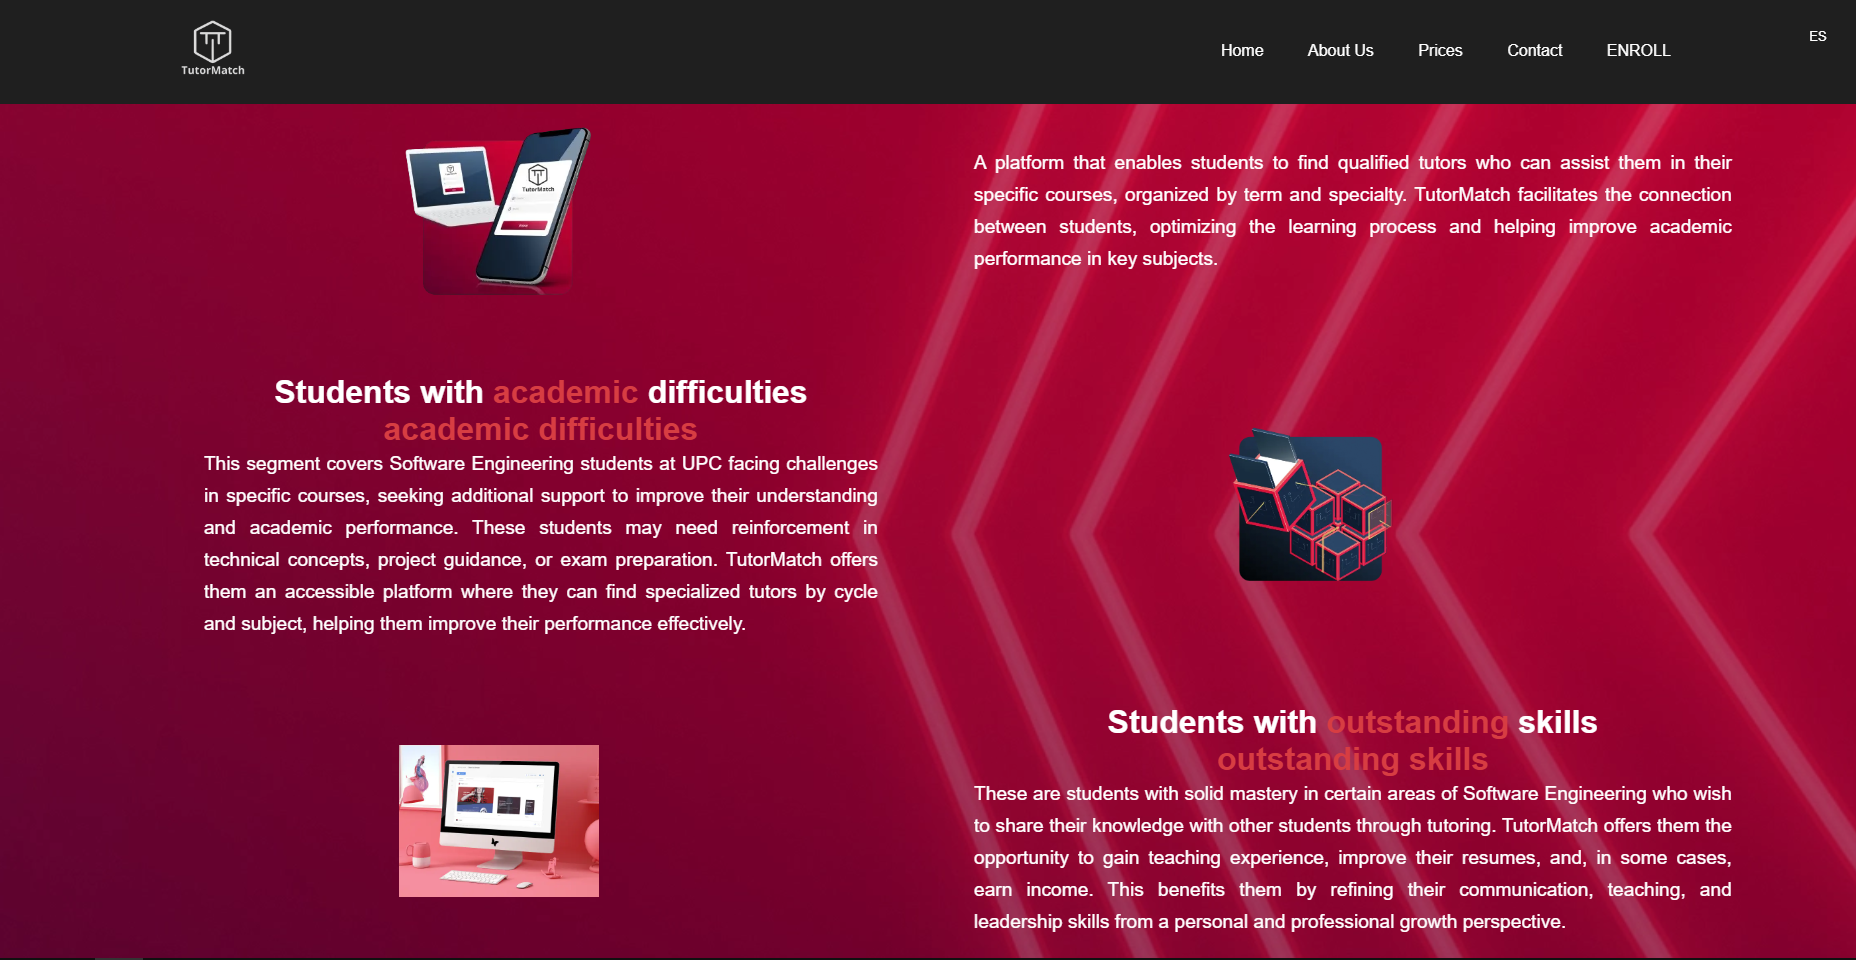 TutorMatch
Home
About Us
Prices
Contact
ENROLL
ES
TutorMatch
A platform that enables students to find qualified tutors who can assist them in their
specific courses, organized by term and specialty. TutorMatch facilitates the connection
between students, optimizing the learning process and helping improve academic
performance in key subjects.
Students with academic difficulties
academic difficulties
This segment covers Software Engineering students at UPC facing challenges
in specific courses, seeking additional support to improve their understanding
and academic performance. These students may need reinforcement in
technical concepts, project guidance, or exam preparation. TutorMatch offers
them an accessible platform where they can find specialized tutors by cycle
and subject, helping them improve their performance effectively.
Students with outstanding skills
outstanding skills
These are students with solid mastery in certain areas of Software Engineering who wish
to share their knowledge with other students through tutoring. TutorMatch offers them the
opportunity to gain teaching experience, improve their resumes, and, in some cases,
earn income. This benefits them by refining their communication, teaching, and
leadership skills from a personal and professional growth perspective.